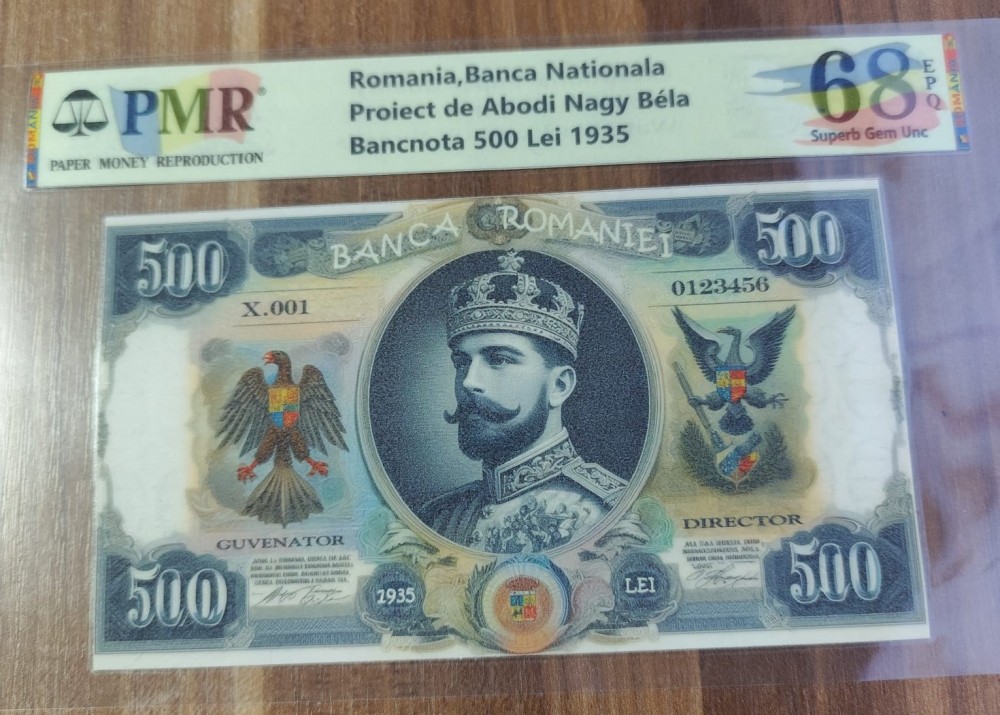 PMR
PAPER MONEY REPRODUCTION
Romania,Banca Nationala
Proiect de Abodi Nagy Béla
Bancnota 500 Lei 1935
68
EPQ
Superb Gem Unc
500
BANCA ROMANIEI
500
X.001
0123456
GUVENATOR
DIRECTOR
500
1935
LEI
500